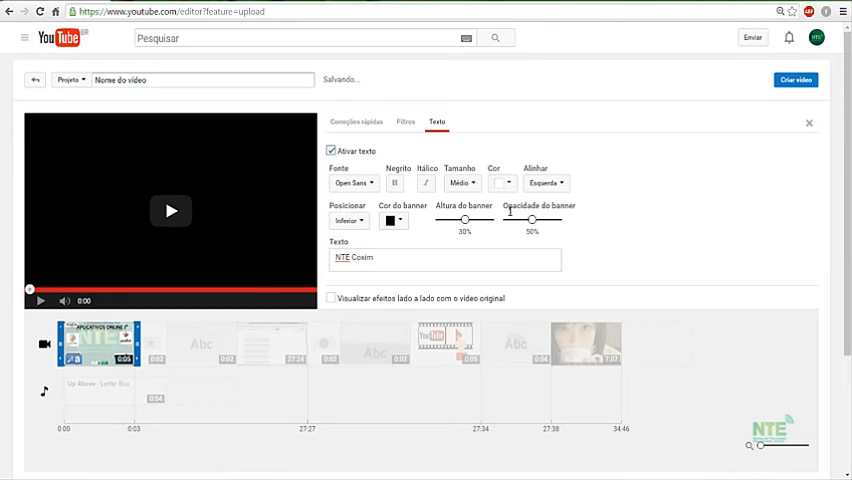 https://www.youtube.com/editor?feature=upload
ABP
YouTube BR
Pesquisar
Enviar
NTE
Projeto
Nome do vídeo
Salvando...
Criar vídeo
Correções rápidas
Filtros
Texto
Ativar texto
Fonte
Negrito
Itálico
Tamanho
Cor
Alinhar
Open Sans
B
I
Médio
Esquerda
Posicionar
Cor do banner
Altura do banner
Opacidade do banner
Inferior
30%
50%
Texto
NTE Coxim
Visualizar efeitos lado a lado com o vídeo original
0:00
APLICATIVOS ONLINE
NTE
0:05
0:02
Abc
0:02
27:24
Abc
0:03
YouTube
0:05
Abc
0:04
7:07
Up Above - Letter Box
0:04
0:00
0:03
27:27
27:34
27:38
34:46
NTE